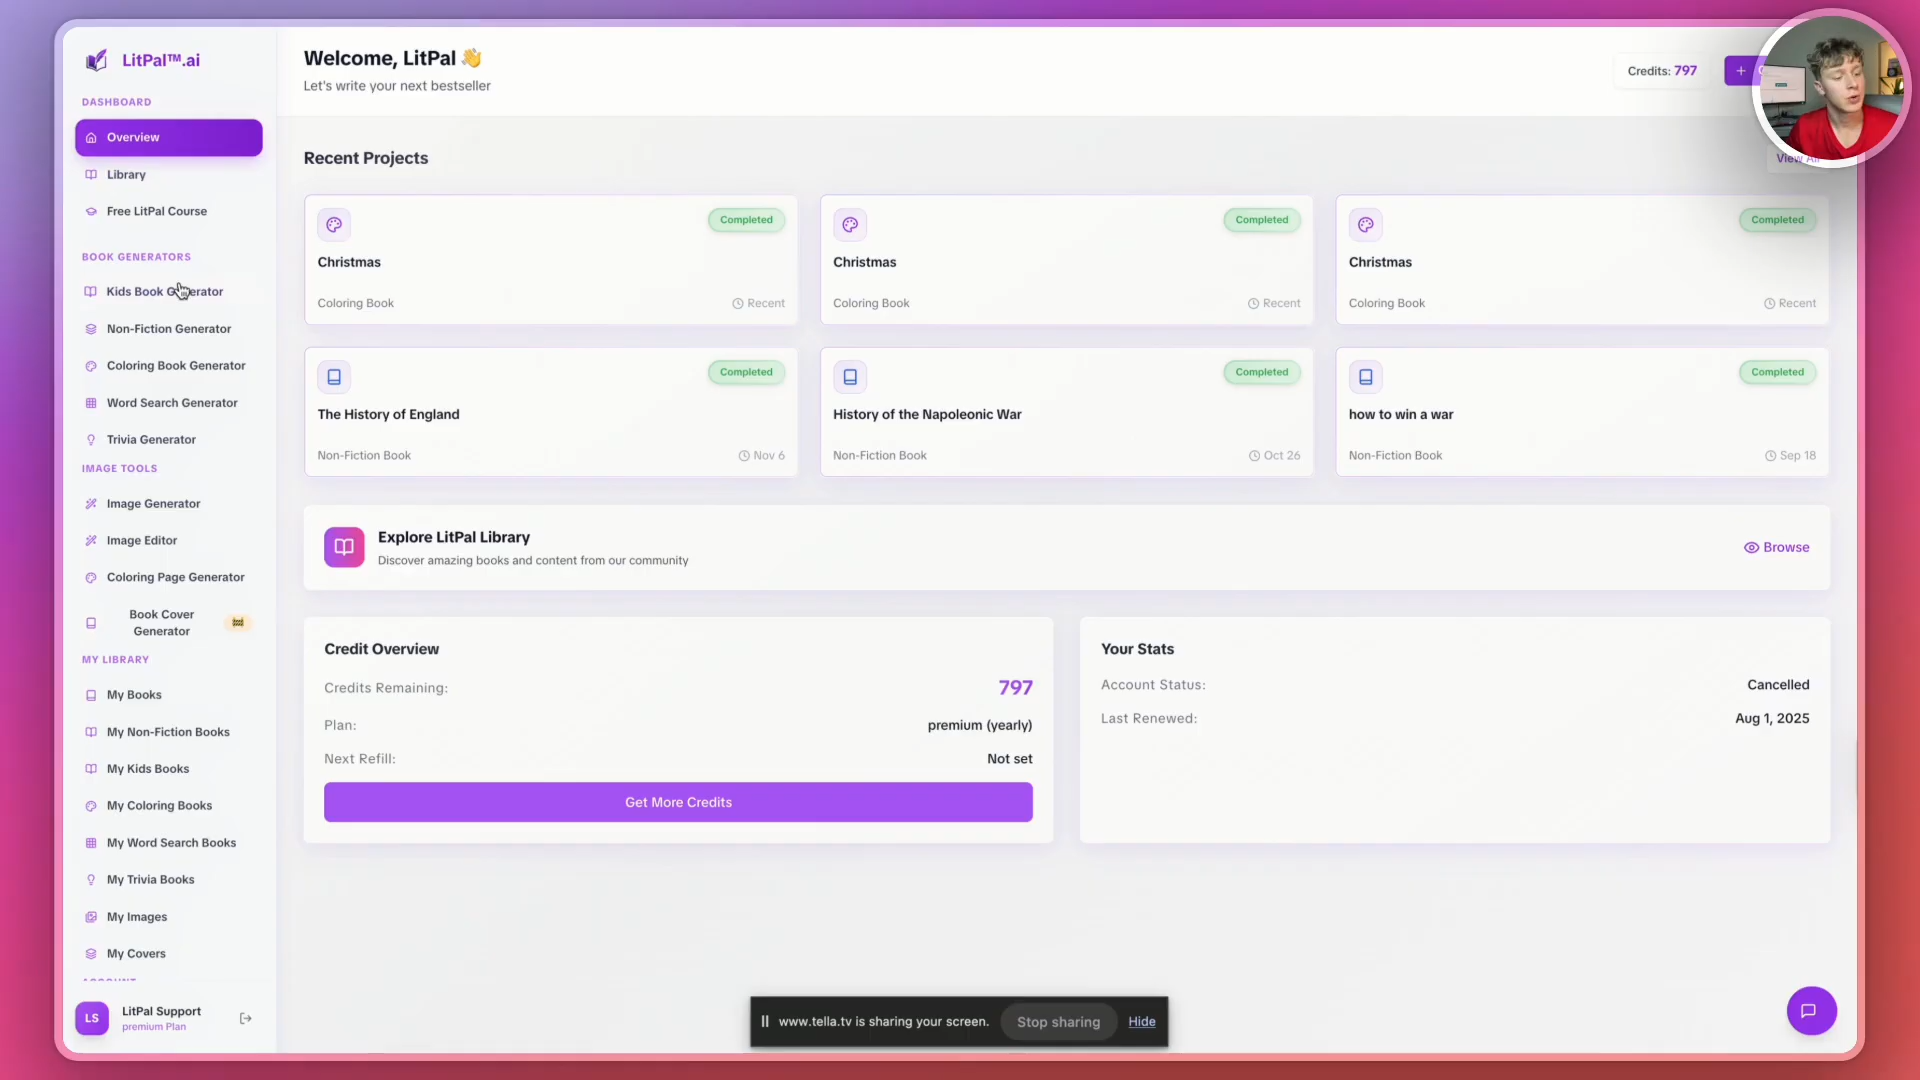 LitPal™.ai
DASHBOARD
Overview
Library
Free LitPal Course
BOOK GENERATORS
Kids Book Generator
Non-Fiction Generator
Coloring Book Generator
Word Search Generator
Trivia Generator
IMAGE TOOLS
Image Generator
Image Editor
Coloring Page Generator
Book Cover
Generator
MY LIBRARY
My Books
My Non-Fiction Books
My Kids Books
My Coloring Books
My Word Search Books
My Trivia Books
My Images
My Covers
ACCOUNT
LS
LitPal Support
premium Plan
Welcome, LitPal 👋
Let's write your next bestseller
Credits: 797
Recent Projects
View All
Completed
Christmas
Coloring Book
Recent
Completed
Christmas
Coloring Book
Recent
Completed
Christmas
Coloring Book
Recent
Completed
The History of England
Non-Fiction Book
Nov 6
Completed
History of the Napoleonic War
Non-Fiction Book
Oct 26
Completed
how to win a war
Non-Fiction Book
Sep 18
Explore LitPal Library
Discover amazing books and content from our community
Browse
Credit Overview
Credits Remaining: 797
Plan: premium (yearly)
Next Refill: Not set
Get More Credits
Your Stats
Account Status: Cancelled
Last Renewed: Aug 1, 2025
www.tella.tv is sharing your screen.
Stop sharing
Hide